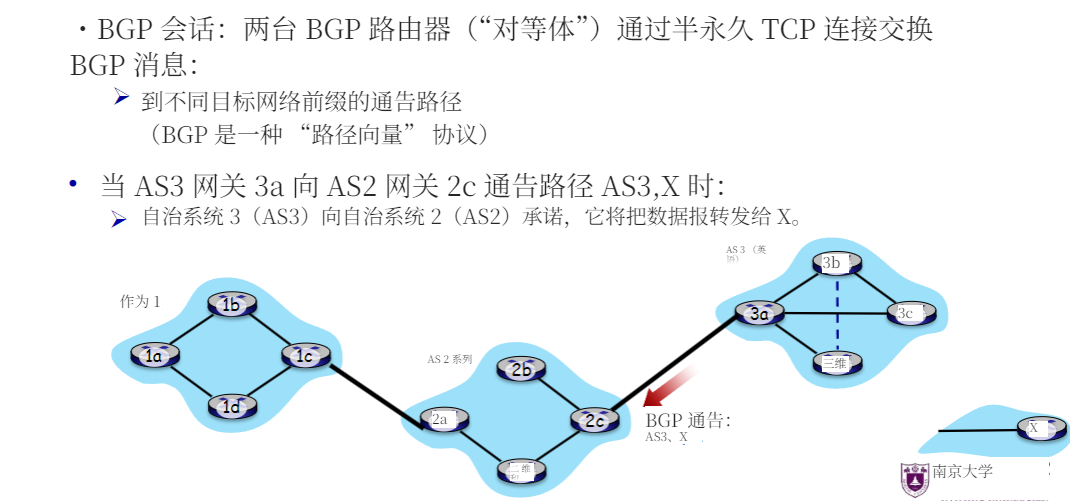 ・BGP 会话：两台 BGP 路由器（“对等体”）通过半永久 TCP 连接交换
BGP 消息：
➢ 到不同目标网络前缀的通告路径
（BGP 是一种 “路径向量” 协议）
• 当 AS3 网关 3a 向 AS2 网关 2c 通告路径 AS3,X 时：
➢ 自治系统 3（AS3）向自治系统 2（AS2）承诺，它将把数据报转发给 X。
AS 3 （英
语）
3b
作为 1
1b
3a
3c
1a
1c
AS 2 系列
2b
三维
1d
2a
2c
BGP 通告：
AS3、X
X
二维
南京大学